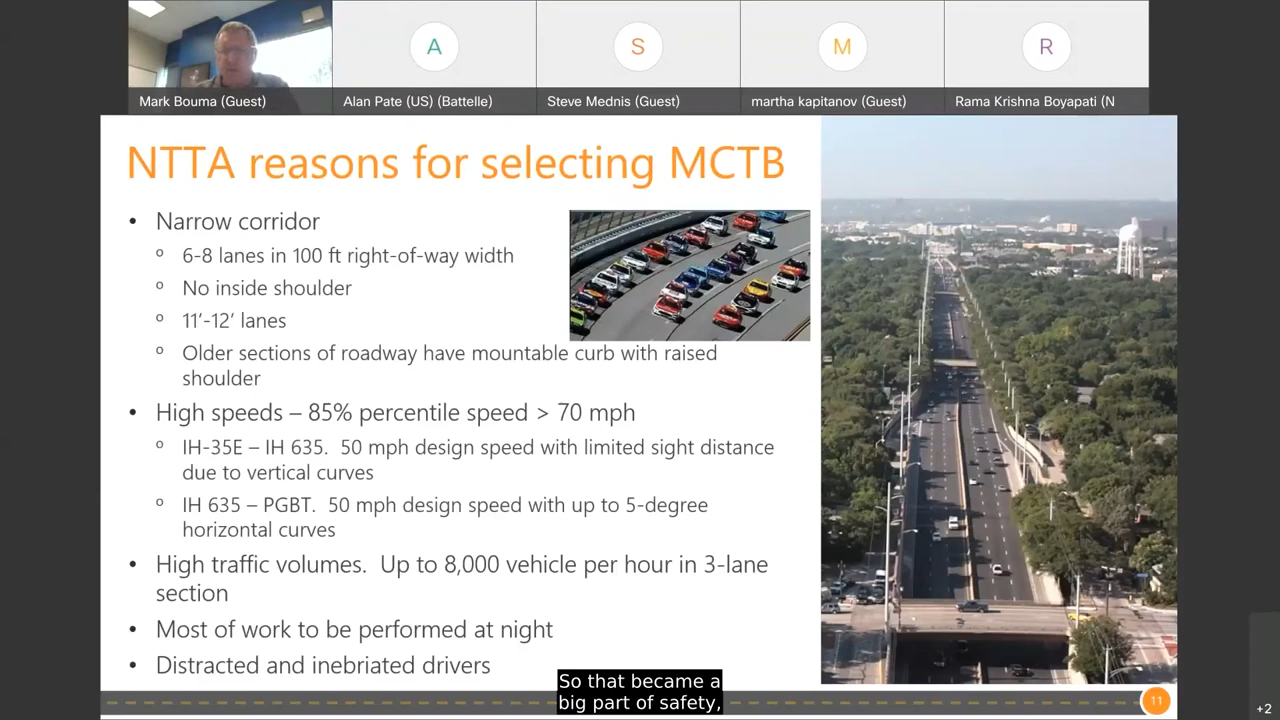 A
S
M
R
Mark Bouma (Guest)
Alan Pate (US) (Battelle)
Steve Mednis (Guest)
martha kapitanov (Guest)
Rama Krishna Boyapati (N
NTTA reasons for selecting MCTB
• Narrow corridor
º 6-8 lanes in 100 ft right-of-way width
º No inside shoulder
º 11’-12’ lanes
º Older sections of roadway have mountable curb with raised
shoulder
• High speeds – 85% percentile speed > 70 mph
º IH-35E – IH 635. 50 mph design speed with limited sight distance
due to vertical curves
º IH 635 – PGBT. 50 mph design speed with up to 5-degree
horizontal curves
• High traffic volumes. Up to 8,000 vehicle per hour in 3-lane
section
• Most of work to be performed at night
• Distracted and inebriated drivers
So that became a
big part of safety,
11
+2